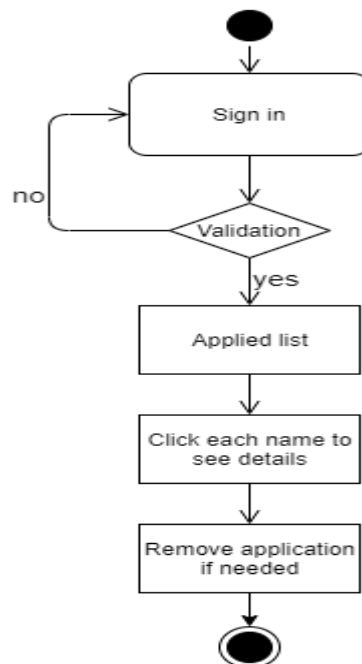 Sign in
no
Validation
yes
Applied list
Click each name to
see details
Remove application
if needed